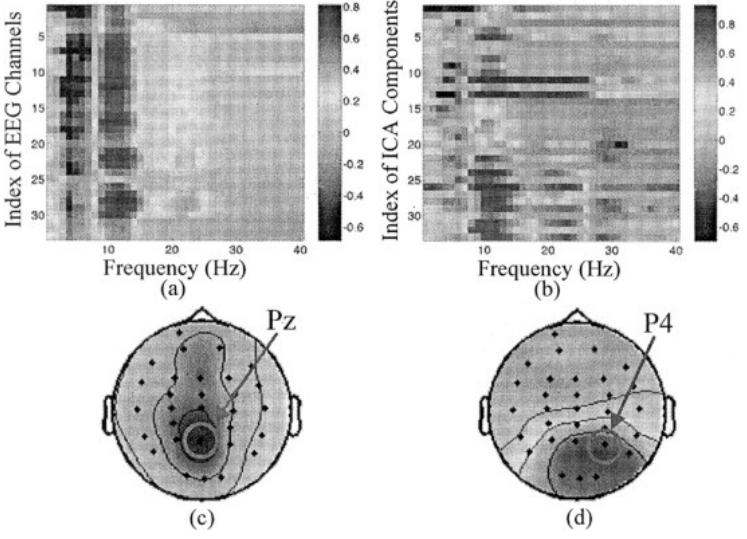 Index of EEG Channels
5
10
15
20
25
30
10 20 30 40
Frequency (Hz)
(a)
0.8
0.6
0.4
0.2
0
-0.2
-0.4
-0.6
Index of ICA Components
5
10
15
20
25
30
10 20 30 40
Frequency (Hz)
(b)
0.8
0.6
0.4
0.2
0
-0.2
-0.4
-0.6
Pz
(c)
P4
(d)